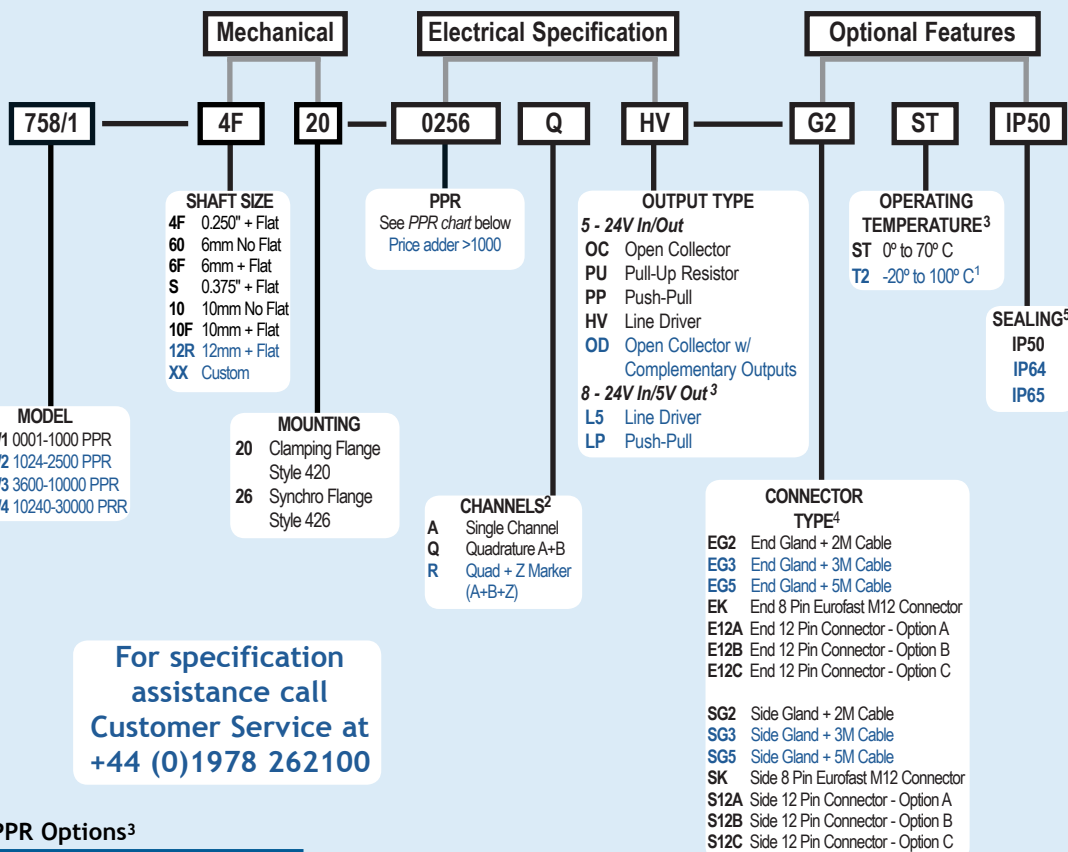 Mechanical
Electrical Specification
Optional Features
758/1
4F
20
0256
Q
HV
G2
ST
IP50
SHAFT SIZE
4F 0.250" + Flat
60 6mm No Flat
6F 6mm + Flat
S 0.375" + Flat
10 10mm No Flat
10F 10mm + Flat
12R 12mm + Flat
XX Custom
PPR
See PPR chart below
Price adder >1000
OUTPUT TYPE
5 - 24V In/Out
OC Open Collector
PU Pull-Up Resistor
PP Push-Pull
HV Line Driver
OD Open Collector w/
Complementary Outputs
8 - 24V In/5V Out 3
L5 Line Driver
LP Push-Pull
OPERATING
TEMPERATURE3
ST 0º to 70º C
T2 -20º to 100º C1
SEALING5
IP50
IP64
IP65
MODEL
/1 0001-1000 PPR
/2 1024-2500 PPR
/3 3600-10000 PPR
/4 10240-30000 PRR
MOUNTING
20 Clamping Flange
Style 420
26 Synchro Flange
Style 426
CHANNELS2
A Single Channel
Q Quadrature A+B
R Quad + Z Marker
(A+B+Z)
CONNECTOR
TYPE4
EG2 End Gland + 2M Cable
EG3 End Gland + 3M Cable
EG5 End Gland + 5M Cable
EK End 8 Pin Eurofast M12 Connector
E12A End 12 Pin Connector - Option A
E12B End 12 Pin Connector - Option B
E12C End 12 Pin Connector - Option C
SG2 Side Gland + 2M Cable
SG3 Side Gland + 3M Cable
SG5 Side Gland + 5M Cable
SK Side 8 Pin Eurofast M12 Connector
S12A Side 12 Pin Connector - Option A
S12B Side 12 Pin Connector - Option B
S12C Side 12 Pin Connector - Option C
For specification
assistance call
Customer Service at
+44 (0)1978 262100
PPR Options3